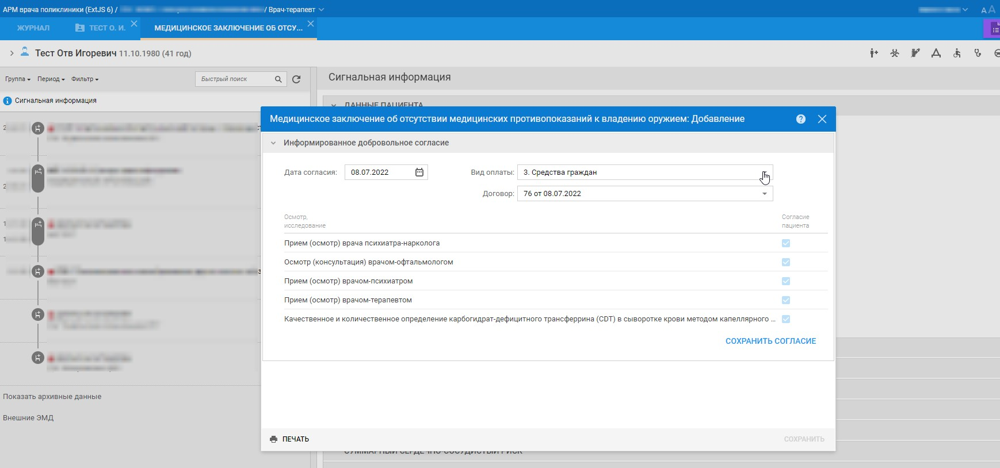 АРМ врача поликлиники (ExtJS 6) /
/ Врач-терапевт
A A
ЖУРНАЛ
ТЕСТ О. И.
МЕДИЦИНСКОЕ ЗАКЛЮЧЕНИЕ ОБ ОТСУ...
Тест Отв Игоревич 11.10.1980 (41 год)
Группа
Период
Фильтр
Быстрый поиск
Сигнальная информация
Сигнальная информация
ДАННЫЕ ПАЦИЕНТА
Медицинское заключение об отсутствии медицинских противопоказаний к владению оружием: Добавление
Информированное добровольное согласие
Дата согласия: 08.07.2022
Вид оплаты: 3. Средства граждан
Договор: 76 от 08.07.2022
Осмотр,
исследование
Согласие
пациента
Прием (осмотр) врача психиатра-нарколога
Осмотр (консультация) врачом-офтальмологом
Прием (осмотр) врачом-психиатром
Прием (осмотр) врачом-терапевтом
Качественное и количественное определение карбогидрат-дефицитного трансферрина (CDT) в сыворотке крови методом капеллярного ...
СОХРАНИТЬ СОГЛАСИЕ
Показать архивные данные
Внешние ЭМД
ПЕЧАТЬ
СОХРАНИТЬ
СУММАРНЫЙ СЕРДЕЧНО-СОСУДИСТЫЙ РИСК